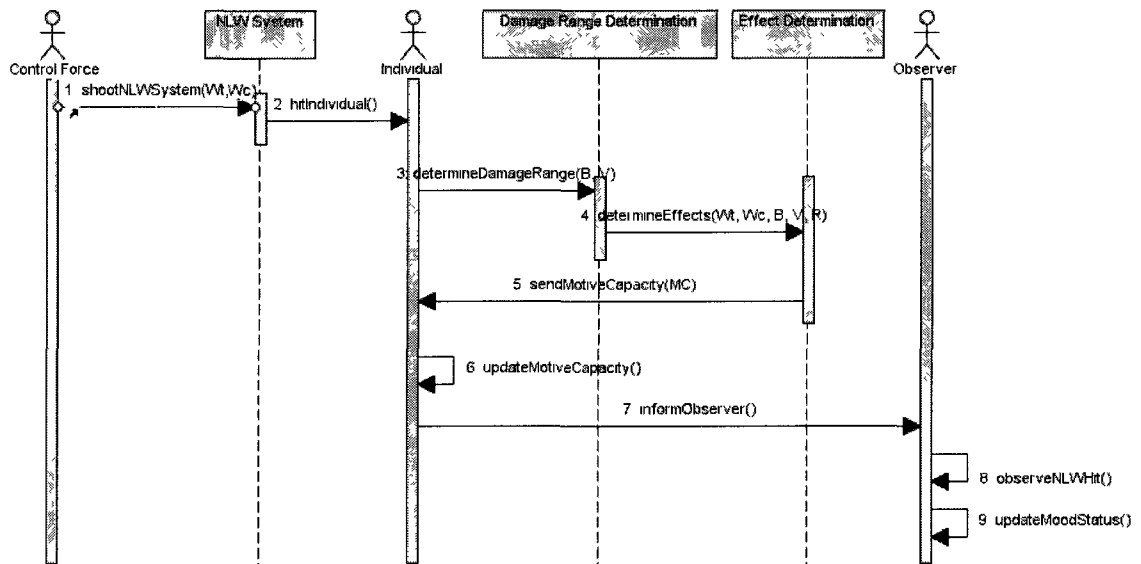 NLW System
Damage Range Determination
Effect Determination
Control Force
Individual
Observer
1 shootNLWSystem(Wt,Wc)
2 hitIndividual()
3: determineDamageRange(B, V)
4 determineEffects(Wt, Wc, B, V, R)
5 sendMotiveCapacity(MC)
6 updateMotiveCapacity()
7 informObserver()
8 observeNLWHit()
9 updateMoodStatus()